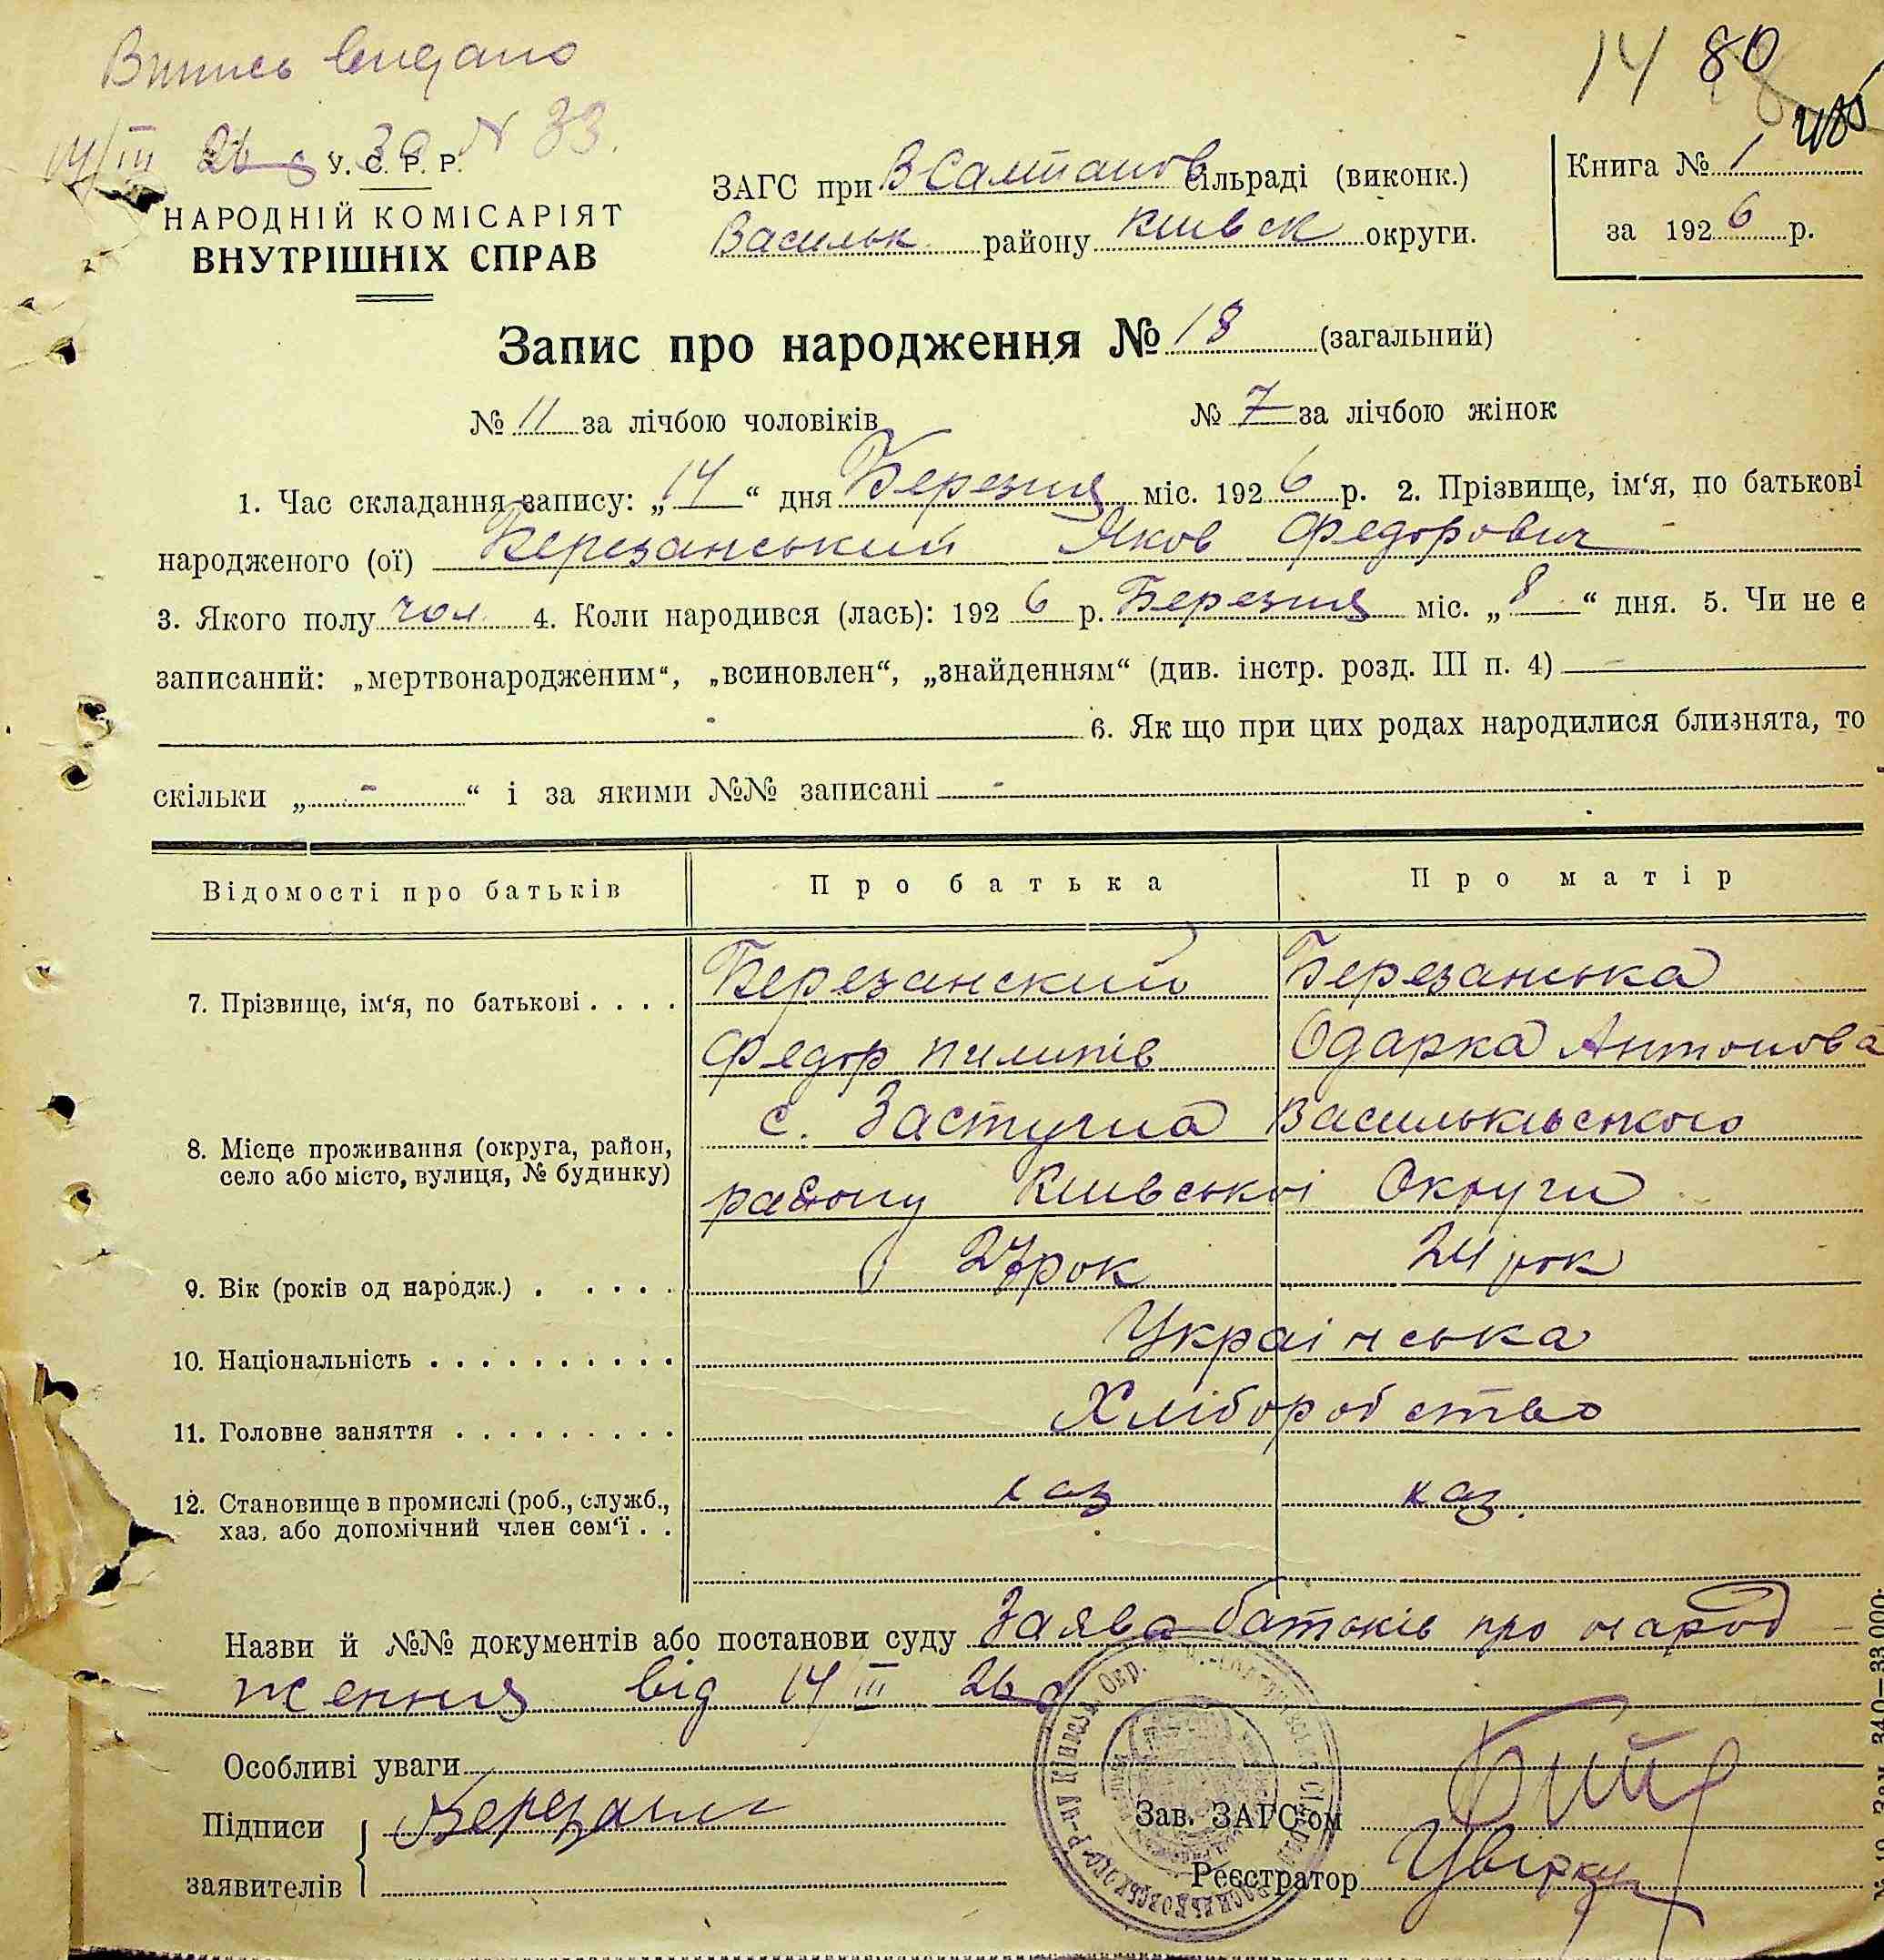 Випись видано
14/III 26 р. за N 33.
14 80
У. С. Р. Р.
НАРОДНІЙ КОМІСАРІЯТ
ВНУТРІШНІХ СПРАВ
ЗАГС при ВСалтанов сільраді (виконк.)
Васильк району Київск округи.
Книга № 1
за 1926 р.
Запис про народження № 18 (загальний)
№ 11 за лічбою чоловіків № 7 за лічбою жінок
1. Час складання запису: „14“ дня Березня міс. 1926 р. 2. Прізвище, ім‘я, по батькові
народженого (ої) Березанський Яков Федорович
3. Якого полу чол 4. Коли народився (лась): 1926 р. Березня міс. „8“ дня. 5. Чи не є
записаний: „мертвонародженим“, „всиновлен“, „знайденням“ (див. інстр. розд. III п. 4) -
6. Як що при цих родах народилися близнята, то
скільки „ - “ і за якими №№ записані -
Відомості про батьків Про батька Про матір
7. Прізвище, ім‘я, по батькові . . . . Березанский Березанська
Федор пилипів Одарка Антонова
8. Місце проживання (округа, район, село або місто, вулиця, № будинку) с. Застугна Васильківського
району Київської Округи
9. Вік (років од народж.) . . . . . 27 рок 24 рок
10. Національність . . . . . . . . . . Українська
11. Головне заняття . . . . . . . . . Хліборобство
12. Становище в промислі (роб., служб., хаз. або допомічний член сем‘ї . . хаз хаз.
Назви й №№ документів або постанови суду Заява батьків про народ
ження від 14/III 26 р
Особливі уваги
Підписи
заявителів
Зав. ЗАГС‘ом
Реєстратор